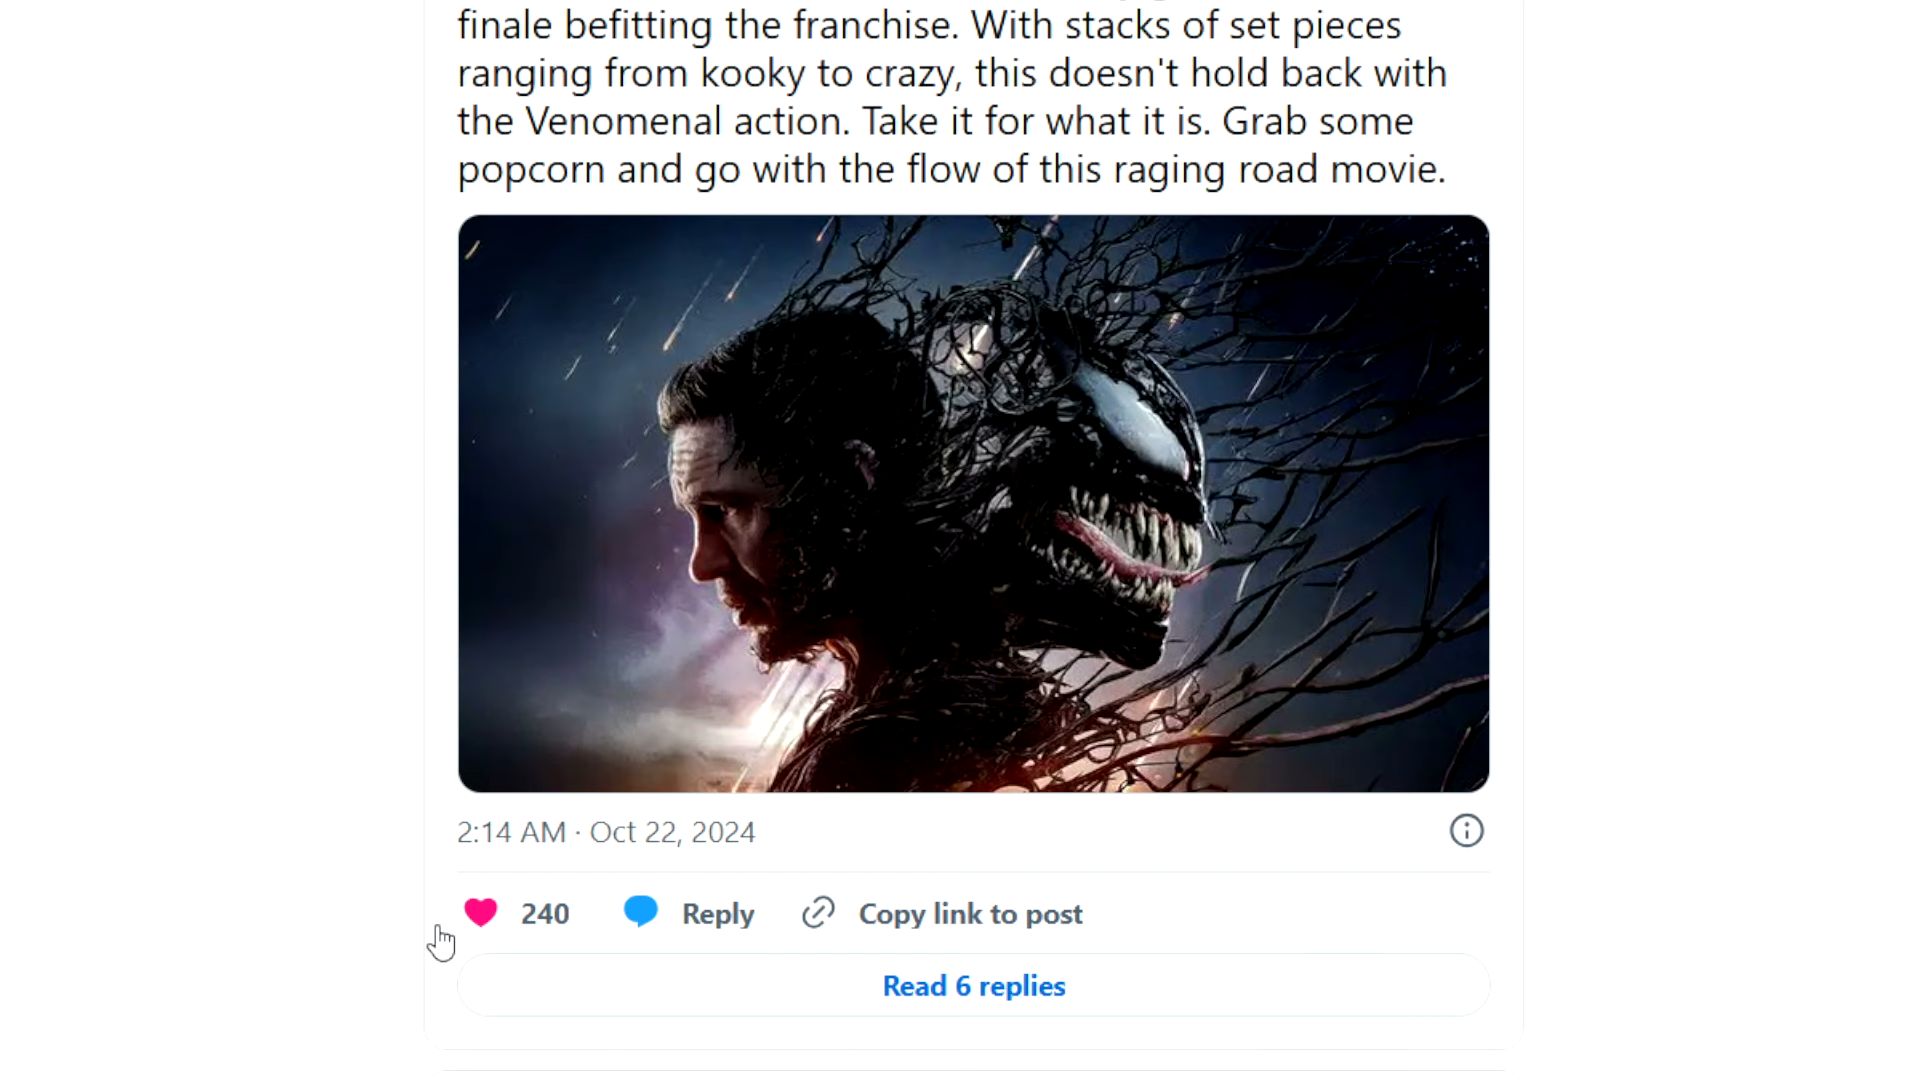 finale befitting the franchise. With stacks of set pieces
ranging from kooky to crazy, this doesn't hold back with
the Venomenal action. Take it for what it is. Grab some
popcorn and go with the flow of this raging road movie.
2:14 AM · Oct 22, 2024
240 Reply Copy link to post
Read 6 replies